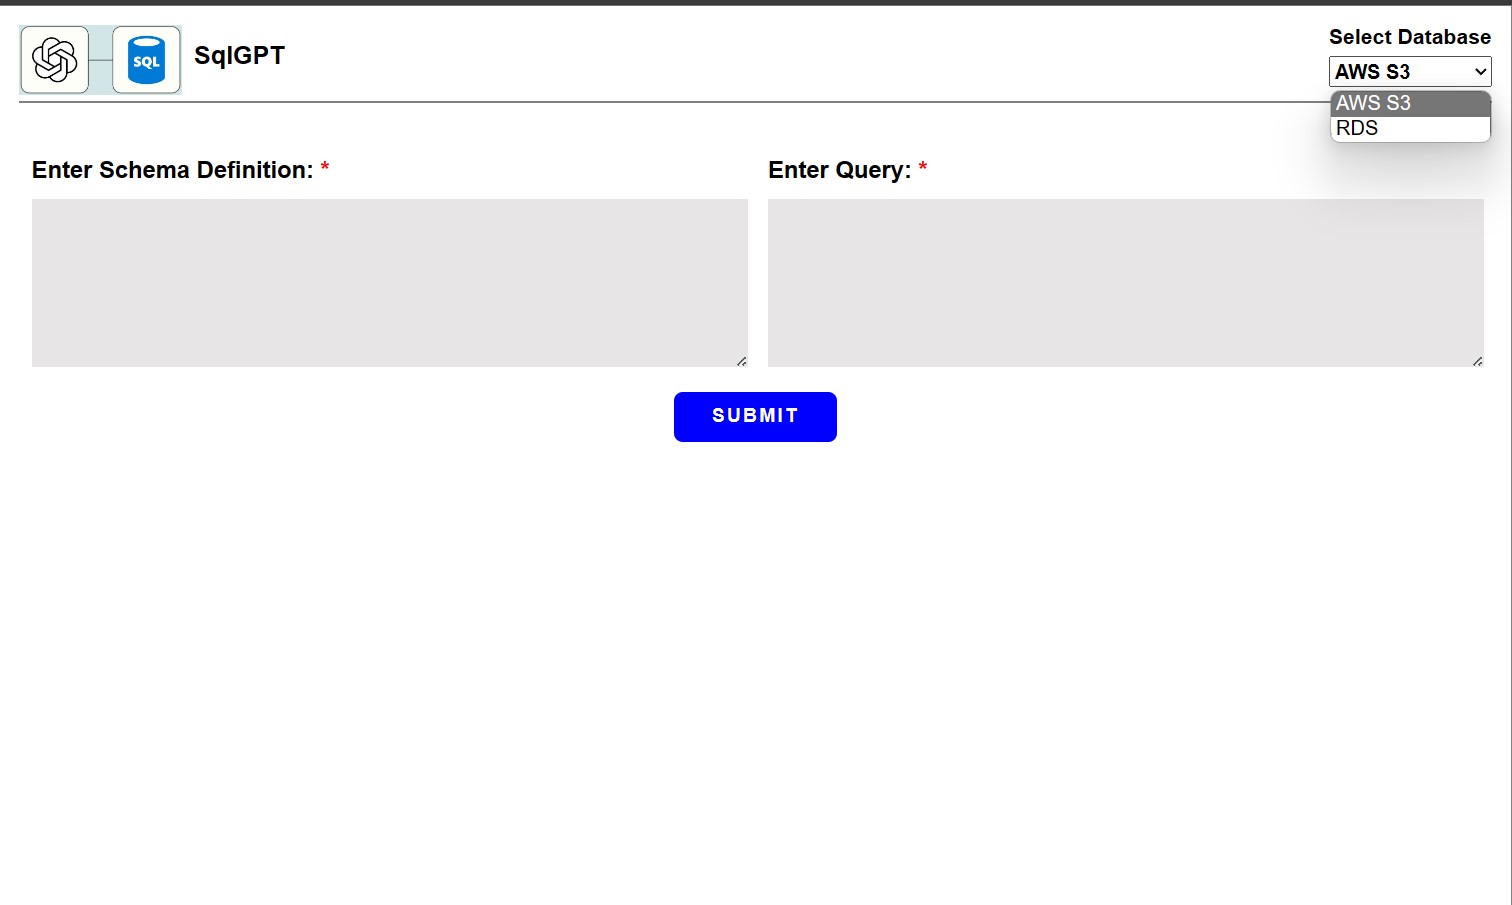 SQL
SqlGPT
Select Database
AWS S3
AWS S3
RDS
Enter Schema Definition: *
Enter Query: *
SUBMIT